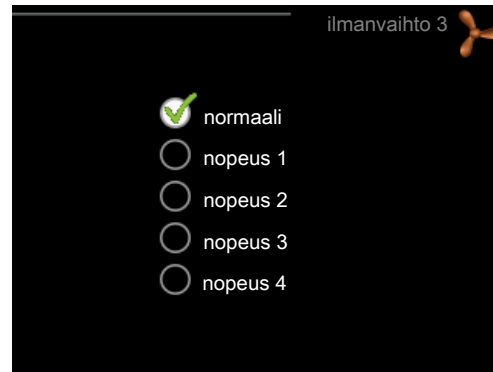 ilmanvaihto 3
normaali
nopeus 1
nopeus 2
nopeus 3
nopeus 4